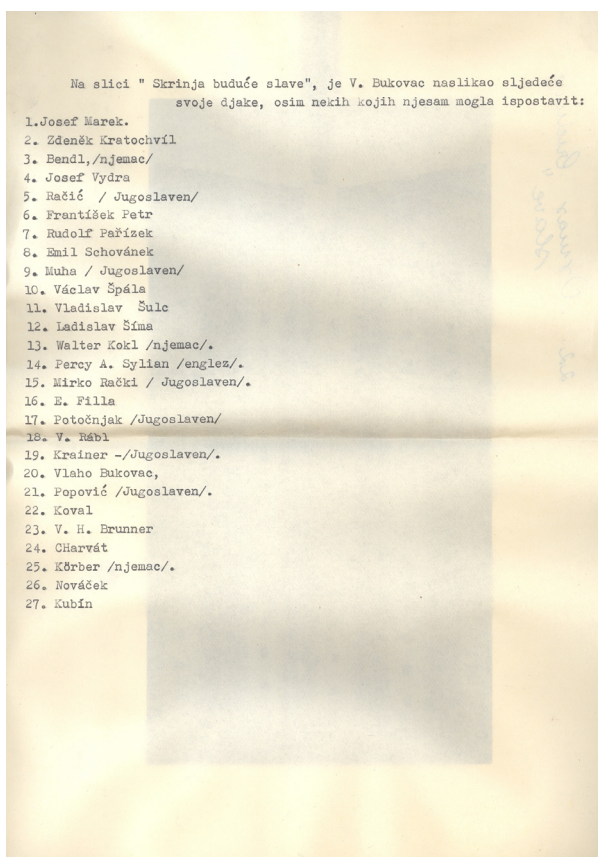 Na slici " Skrinja buduće slave", je V. Bukovac naslikao sljedeće
svoje djake, osim nekih kojih njesam mogla ispostavit:
1.Josef Marek.
2. Zdeněk Kratochvíl
3. Bendl,/njemac/
4. Josef Vydra
5. Račić / Jugoslaven/
6. Frantíšek Petr
7. Rudolf Pařízek
8. Emil Schovánek
9. Muha / Jugoslaven/
10. Václav Špála
11. Vladislav Šulc
12. Ladislav Šíma
13. Walter Kokl /njemac/.
14. Percy A. Sylian /englez/.
15. Mirko Rački / Jugoslaven/.
16. E. Filla
17. Potočnjak /Jugoslaven/
18. V. Rábl
19. Krainer -/Jugoslaven/.
20. Vlaho Bukovac,
21. Popović /Jugoslaven/.
22. Koval
23. V. H. Brunner
24. CHarvát
25. Körber /njemac/.
26. Nováček
27. Kubín